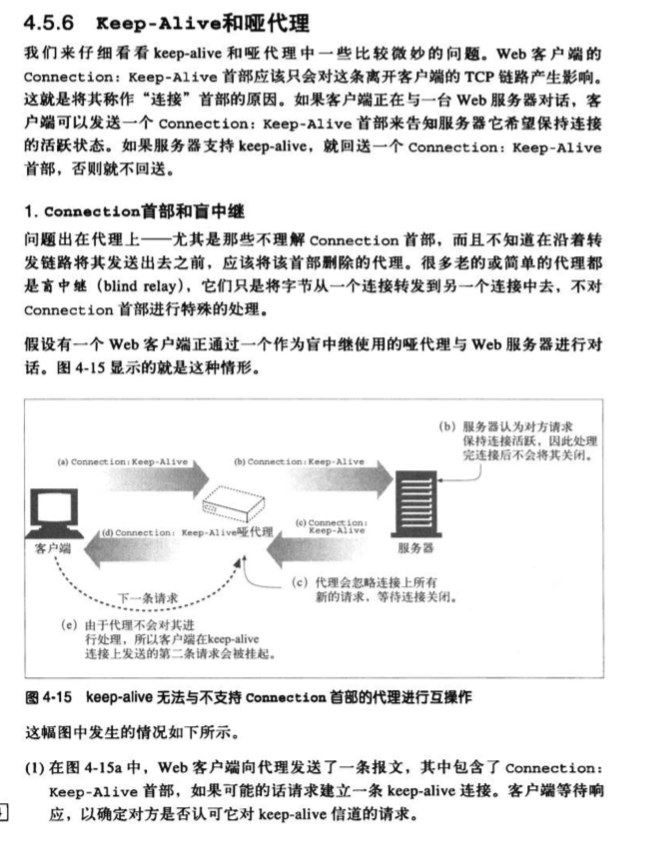 4.5.6 Keep-Alive和哑代理
我们来仔细看看 keep-alive 和哑代理中一些比较微妙的问题。Web 客户端的
Connection: Keep-Alive 首部应该只会对这条离开客户端的 TCP 链路产生影响。
这就是将其称作“连接”首部的原因。如果客户端正在与一台 Web 服务器对话，客
户端可以发送一个 Connection: Keep-Alive 首部来告知服务器它希望保持连接
的活跃状态。如果服务器支持 keep-alive，就回送一个 Connection: Keep-Alive
首部，否则就不回送。
1. Connection首部和盲中继
问题出在代理上——尤其是那些不理解 Connection 首部，而且不知道在沿着转
发链路将其发送出去之前，应该将该首部删除的代理。很多老的或简单的代理都
是盲中继（blind relay），它们只是将字节从一个连接转发到另一个连接中去，不对
Connection 首部进行特殊的处理。
假设有一个 Web 客户端正通过一个作为盲中继使用的哑代理与 Web 服务器进行对
话。图 4-15 显示的就是这种情形。
(b) 服务器认为对方请求
保持连接活跃，因此处理
完连接后不会将其关闭。
(a) Connection:Keep-Alive
(b) Connection:Keep-Alive
(c) Connection:
Keep-Alive
(d) Connection: Keep-Alive
哑代理
客户端
服务器
(c) 代理会忽略连接上所有
新的请求，等待连接关闭。
下一条请求
(e) 由于代理不会对其进
行处理，所以客户端在keep-alive
连接上发送的第二条请求会被挂起。
图 4-15 keep-alive 无法与不支持 Connection 首部的代理进行互操作
这幅图中发生的情况如下所示。
(1) 在图 4-15a 中，Web 客户端向代理发送了一条报文，其中包含了 Connection:
Keep-Alive 首部，如果可能的话请求建立一条 keep-alive 连接。客户端等待响
应，以确定对方是否认可它对 keep-alive 信道的请求。